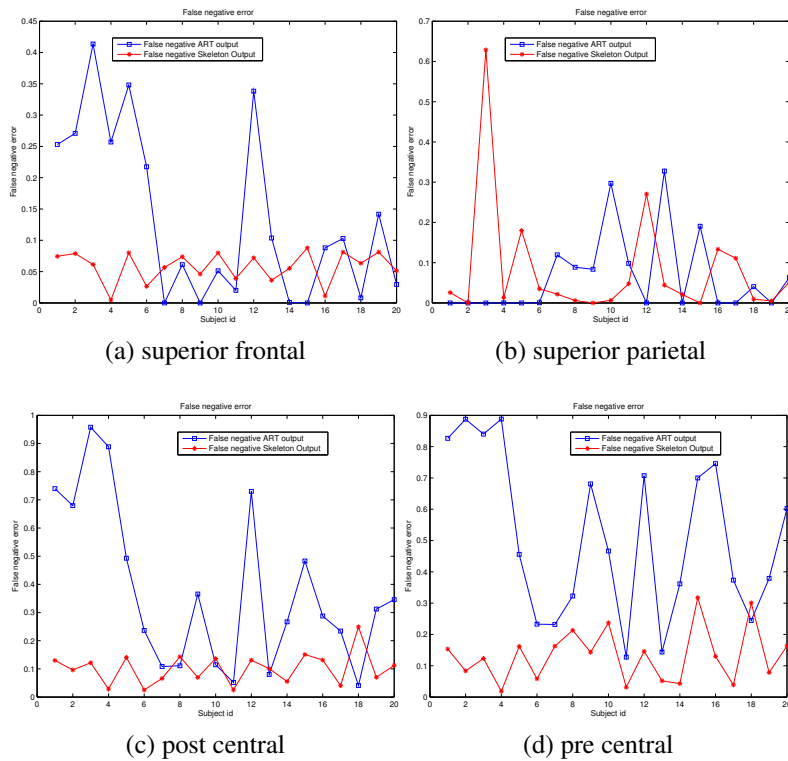 False negative error
0.45
0.4
0.35
0.3
0.25
0.2
0.15
0.1
0.05
0
False negative error
False negative ART output
False negative Skeleton Output
0 2 4 6 8 10 12 14 16 18 20
Subject id
(a) superior frontal
False negative error
0.7
0.6
0.5
0.4
0.3
0.2
0.1
0
False negative error
False negative ART output
False negative Skeleton Output
0 2 4 6 8 10 12 14 16 18 20
Subject id
(b) superior parietal
False negative error
1
0.9
0.8
0.7
0.6
0.5
0.4
0.3
0.2
0.1
0
False negative error
False negative ART output
False negative Skeleton Output
0 2 4 6 8 10 12 14 16 18 20
Subject id
(c) post central
False negative error
0.9
0.8
0.7
0.6
0.5
0.4
0.3
0.2
0.1
0
False negative error
False negative ART output
False negative Skeleton Output
0 2 4 6 8 10 12 14 16 18 20
Subject id
(d) pre central